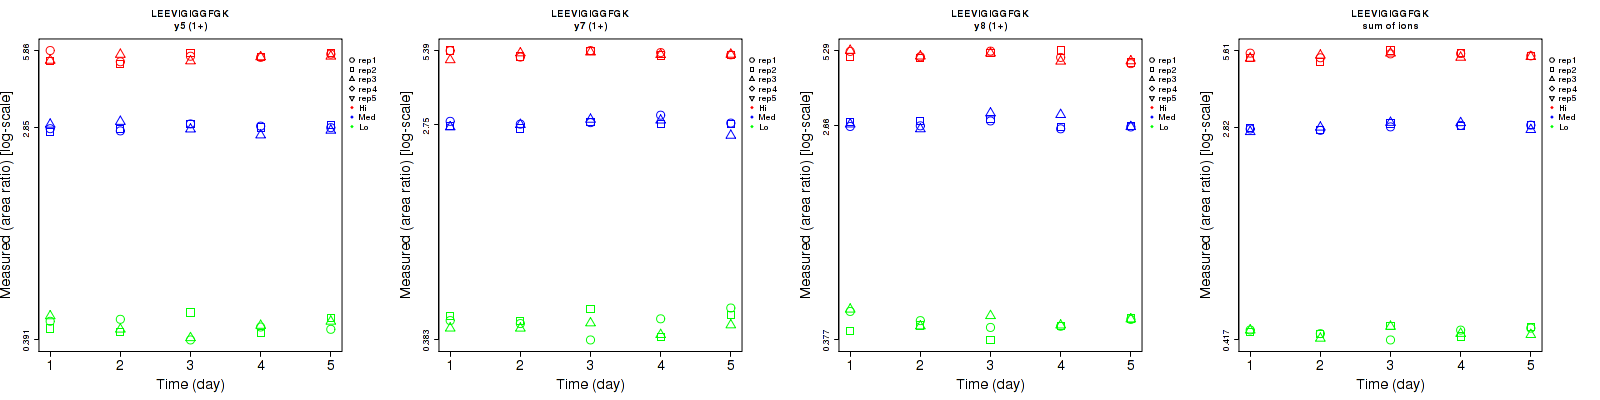 LEEVIGIGGFGK
y5 (1+)
Measured (area ratio) [log-scale]
5.86
2.85
0.391
1 2 3 4 5
Time (day)
rep1
rep2
rep3
rep4
rep5
Hi
Med
Lo
LEEVIGIGGFGK
y7 (1+)
Measured (area ratio) [log-scale]
5.39
2.75
0.383
1 2 3 4 5
Time (day)
rep1
rep2
rep3
rep4
rep5
Hi
Med
Lo
LEEVIGIGGFGK
y8 (1+)
Measured (area ratio) [log-scale]
5.29
2.66
0.377
1 2 3 4 5
Time (day)
rep1
rep2
rep3
rep4
rep5
Hi
Med
Lo
LEEVIGIGGFGK
sum of ions
Measured (area ratio) [log-scale]
5.61
2.82
0.417
1 2 3 4 5
Time (day)
rep1
rep2
rep3
rep4
rep5
Hi
Med
Lo